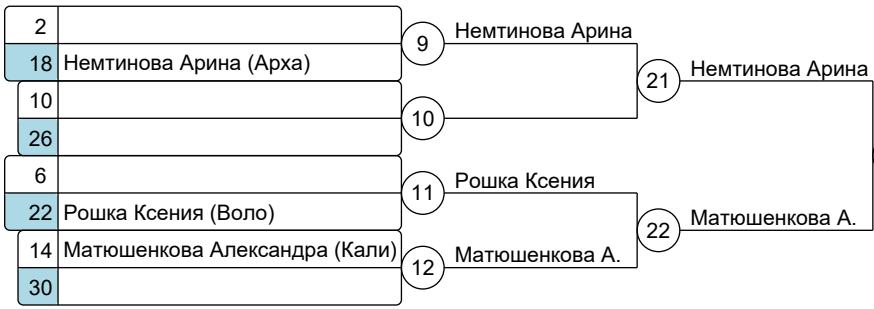 2
9
Немтинова Арина
18 Немтинова Арина (Арха)
21
Немтинова Арина
10
10
26
6
11
Рошка Ксения
22 Рошка Ксения (Воло)
22
Матюшенкова А.
14 Матюшенкова Александра (Кали)
12
Матюшенкова А.
30